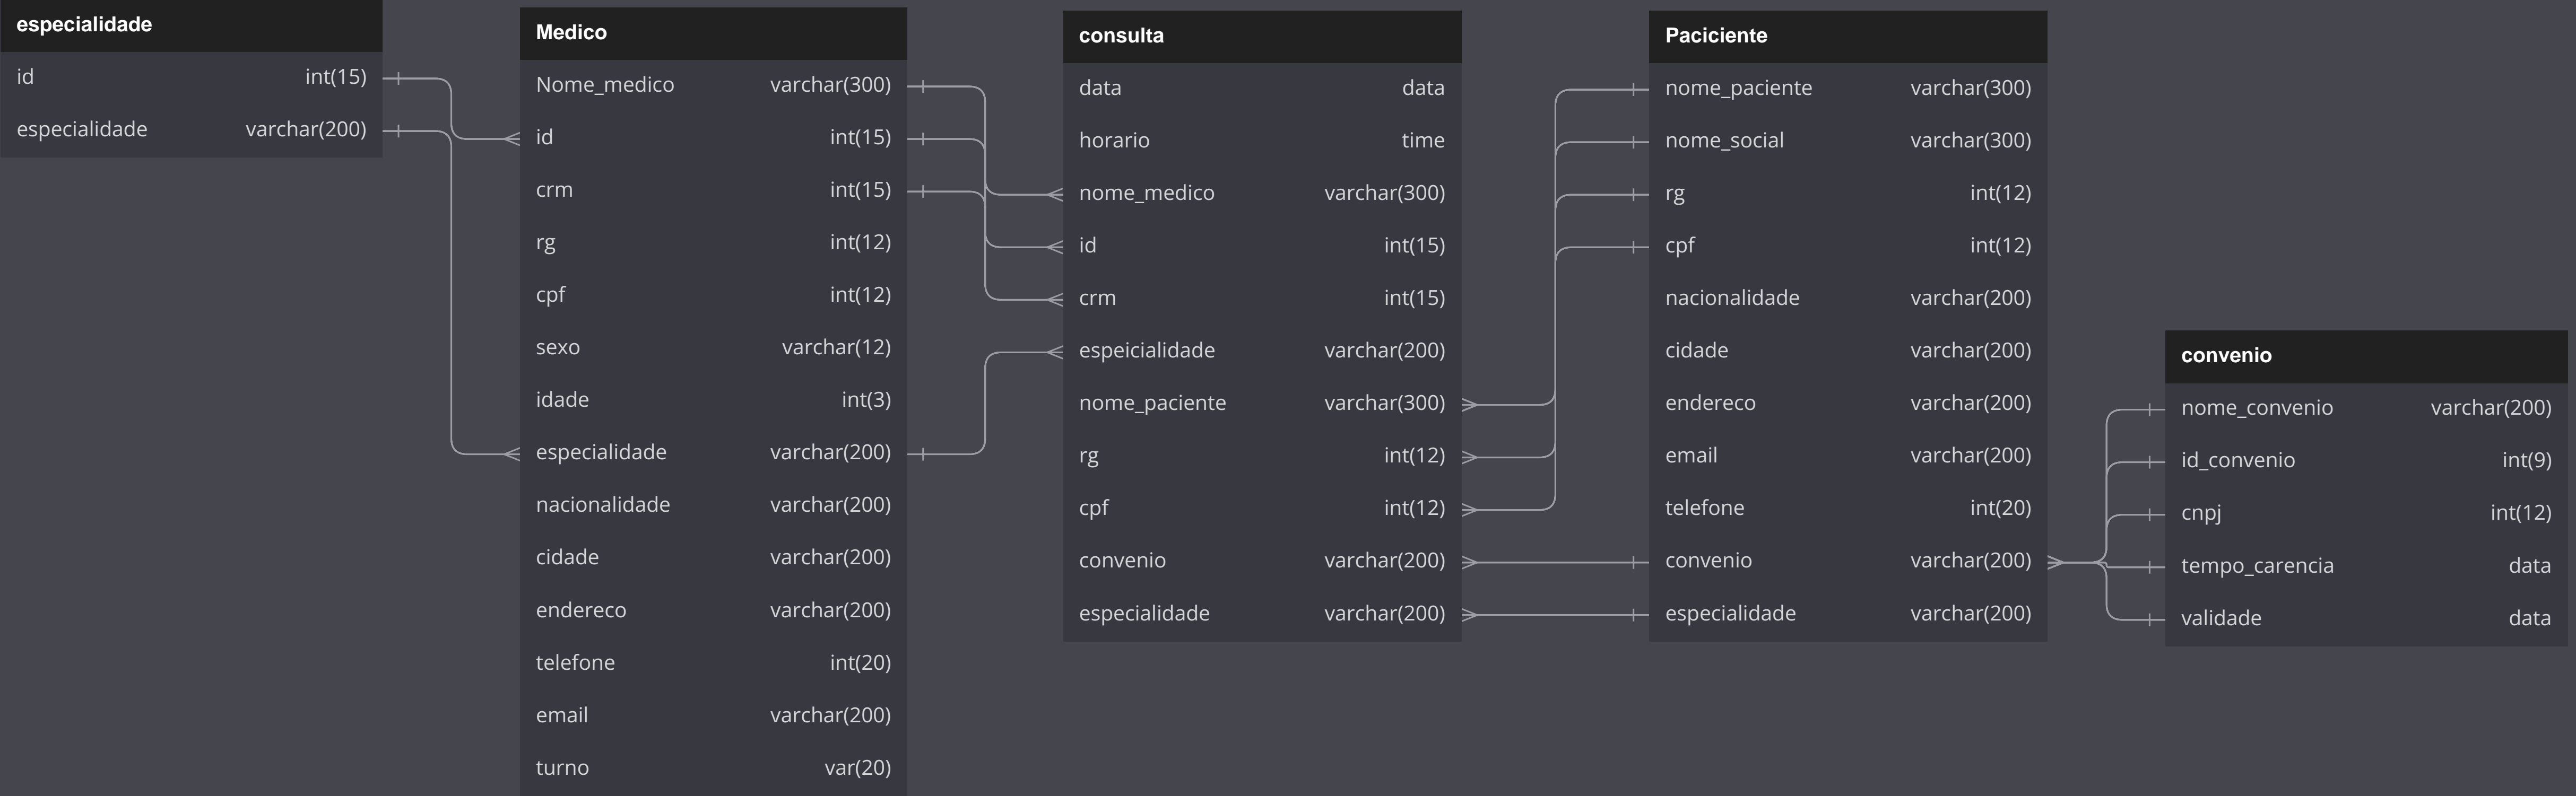 especialidade
id int(15)
especialidade varchar(200)
Medico
Nome_medico varchar(300)
id int(15)
crm int(15)
rg int(12)
cpf int(12)
sexo varchar(12)
idade int(3)
especialidade varchar(200)
nacionalidade varchar(200)
cidade varchar(200)
endereco varchar(200)
telefone int(20)
email varchar(200)
turno var(20)
consulta
data data
horario time
nome_medico varchar(300)
id int(15)
crm int(15)
espeicialidade varchar(200)
nome_paciente varchar(300)
rg int(12)
cpf int(12)
convenio varchar(200)
especialidade varchar(200)
Paciciente
nome_paciente varchar(300)
nome_social varchar(300)
rg int(12)
cpf int(12)
nacionalidade varchar(200)
cidade varchar(200)
endereco varchar(200)
email varchar(200)
telefone int(20)
convenio varchar(200)
especialidade varchar(200)
convenio
nome_convenio varchar(200)
id_convenio int(9)
cnpj int(12)
tempo_carencia data
validade data